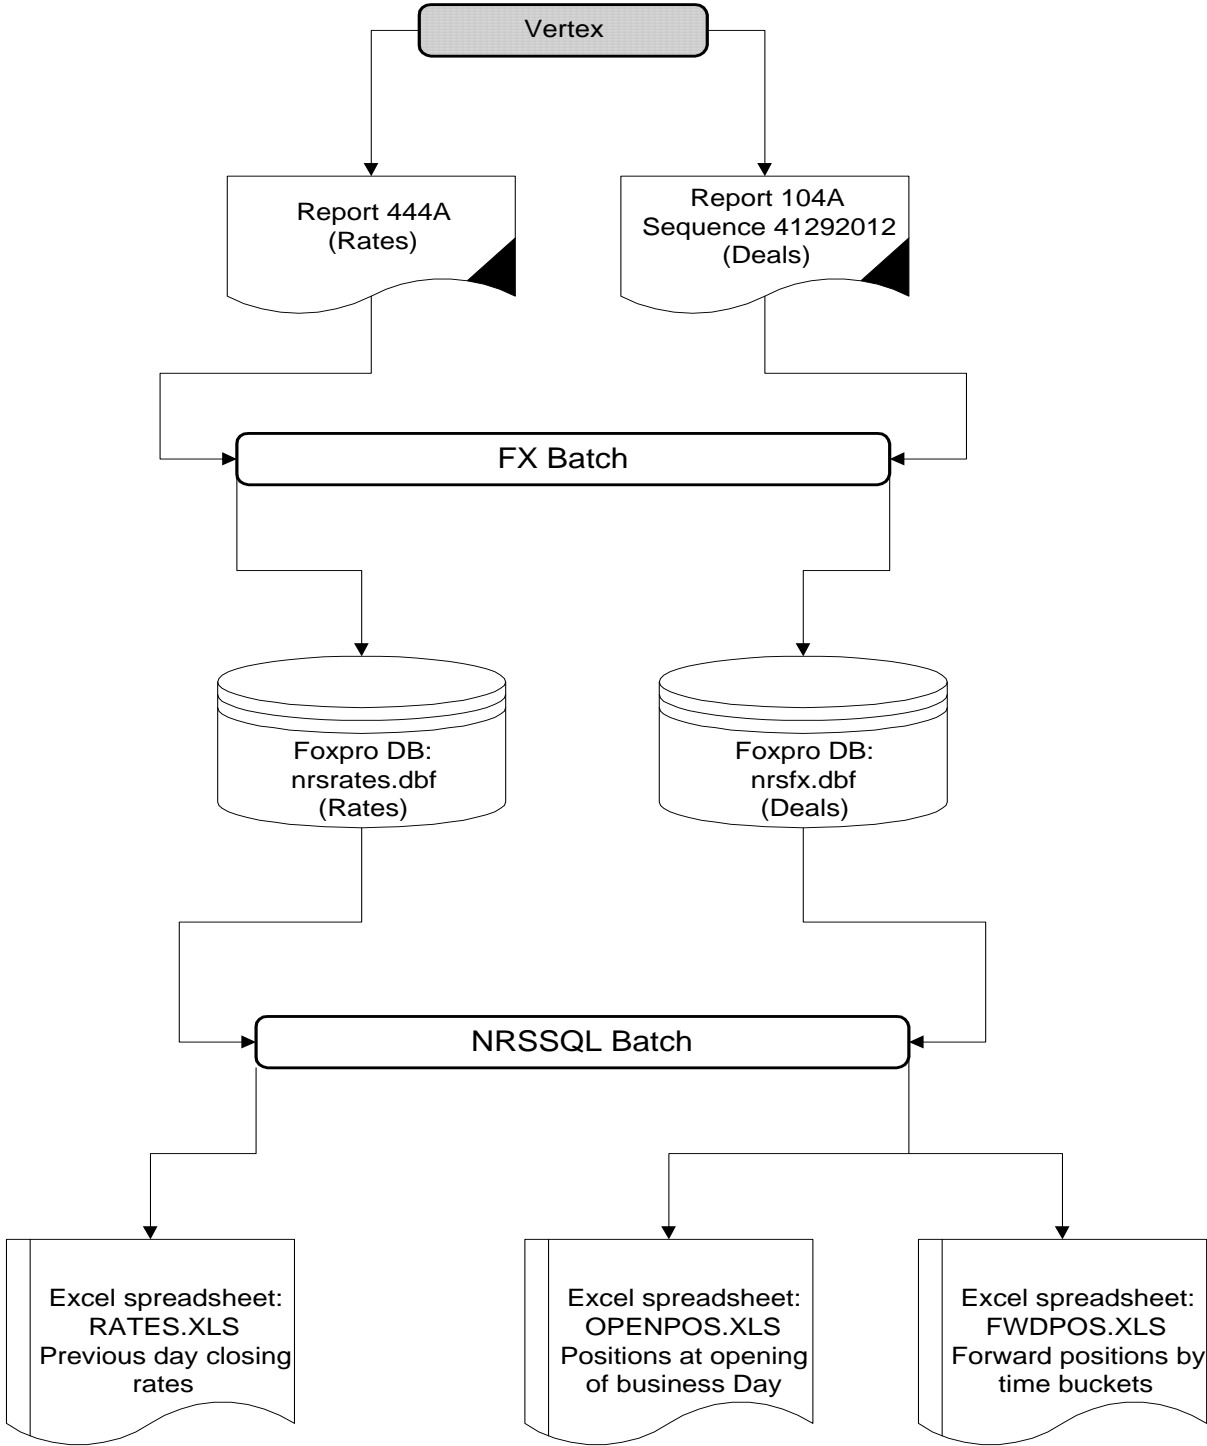 Vertex
Report 444A
(Rates)
Report 104A
Sequence 41292012
(Deals)
FX Batch
Foxpro DB:
nrsrates.dbf
(Rates)
Foxpro DB:
nrsfx.dbf
(Deals)
NRSSQL Batch
Excel spreadsheet:
RATES.XLS
Previous day closing
rates
Excel spreadsheet:
OPENPOS.XLS
Positions at opening
of business Day
Excel spreadsheet:
FWDPOS.XLS
Forward positions by
time buckets